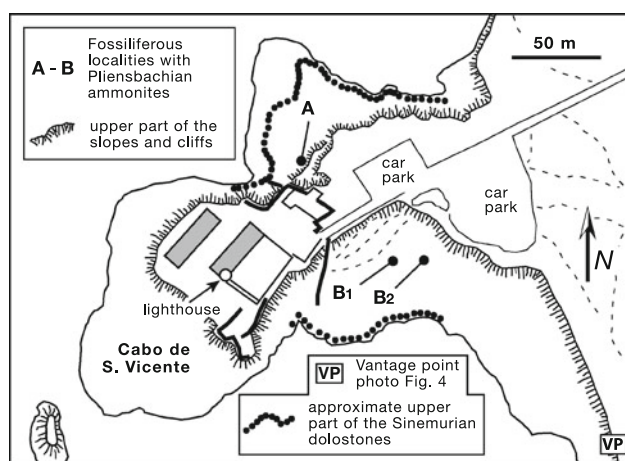 A - B
Fossiliferous
localities with
Pliensbachian
ammonites
upper part of the
slopes and cliffs
50 m
A
car
park
car
park
N
B1
B2
lighthouse
Cabo de
S. Vicente
VP
Vantage point
photo Fig. 4
approximate upper
part of the Sinemurian
dolostones
VP